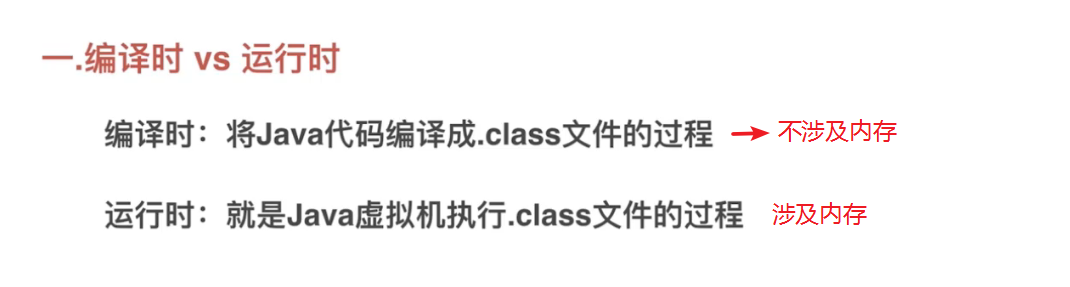 一.编译时 vs 运行时
编译时：将Java代码编译成.class文件的过程 不涉及内存
运行时：就是Java虚拟机执行.class文件的过程 涉及内存